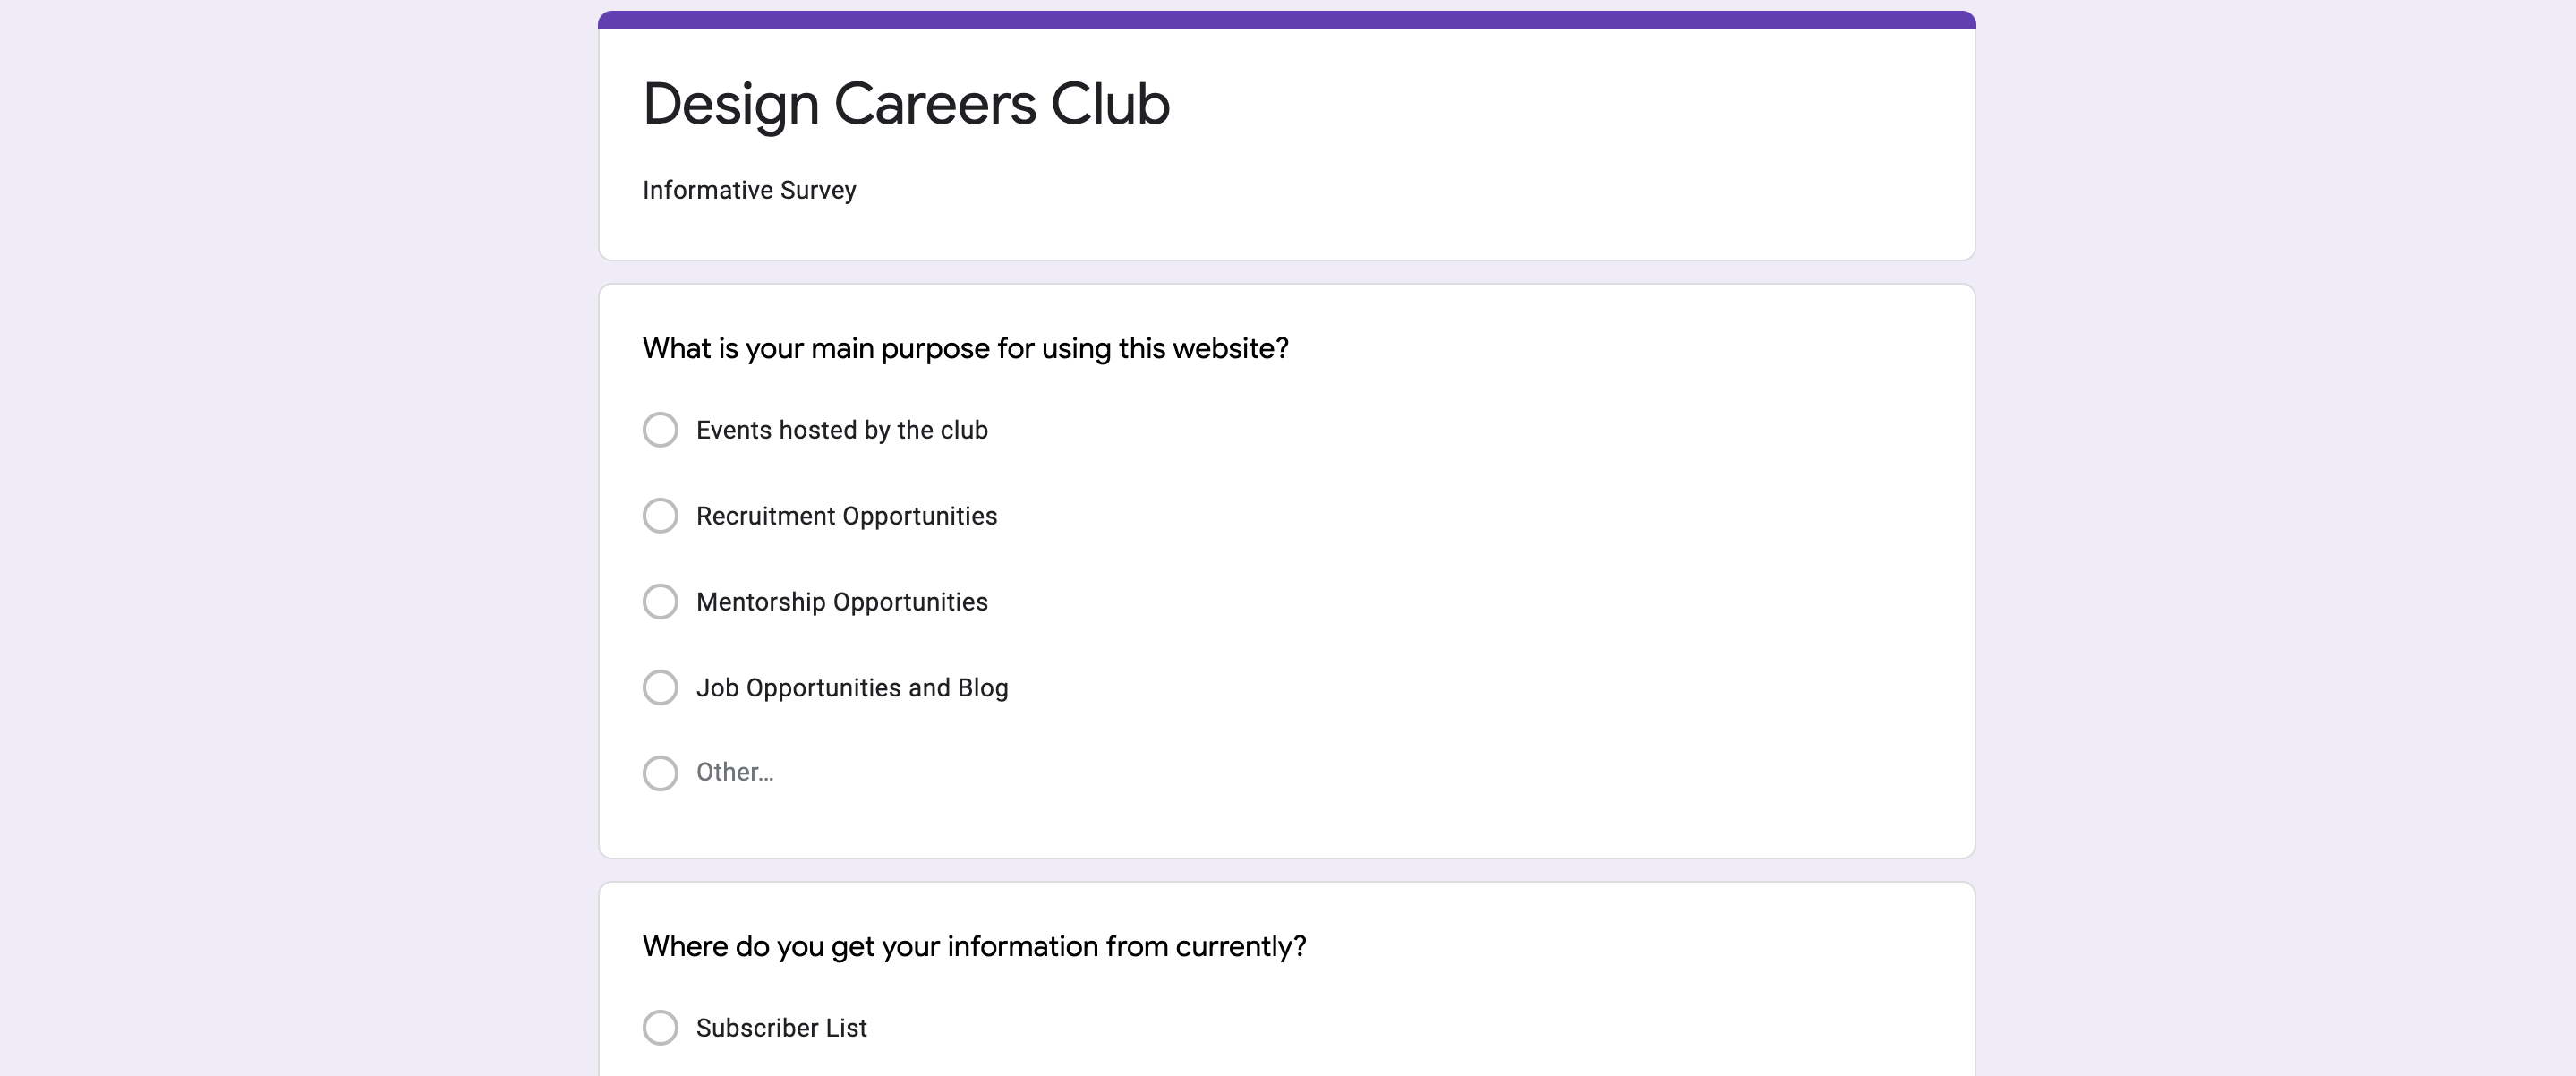 Design Careers Club
Informative Survey
What is your main purpose for using this website?
Events hosted by the club
Recruitment Opportunities
Mentorship Opportunities
Job Opportunities and Blog
Other...
Where do you get your information from currently?
Subscriber List